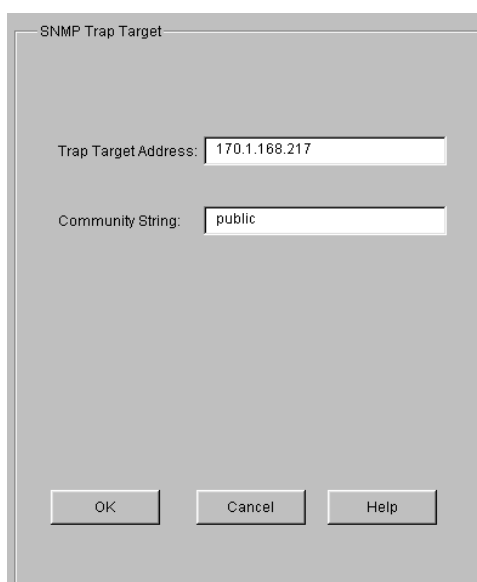 SNMP Trap Target
Trap Target Address: 170.1.168.217
Community String: public
OK Cancel Help